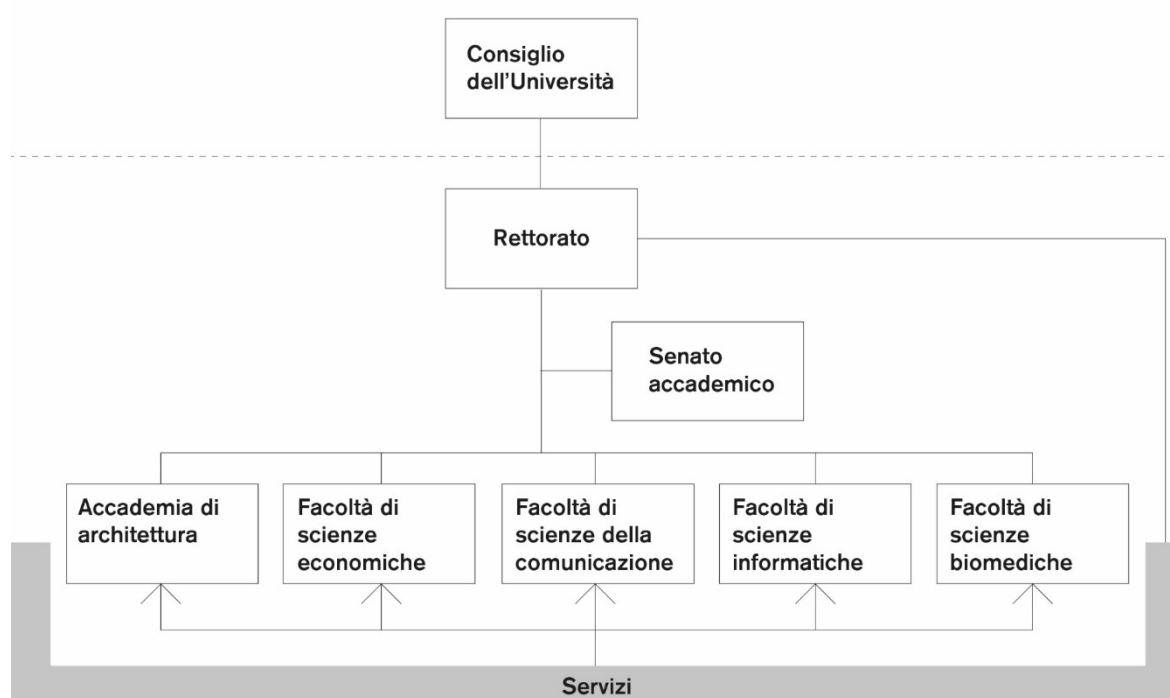 Consiglio
dell'Università
Rettorato
Senato
accademico
Accademia di
architettura
Facoltà di
scienze
economiche
Facoltà di
scienze della
comunicazione
Facoltà di
scienze
informatiche
Facoltà di
scienze
biomediche
Servizi